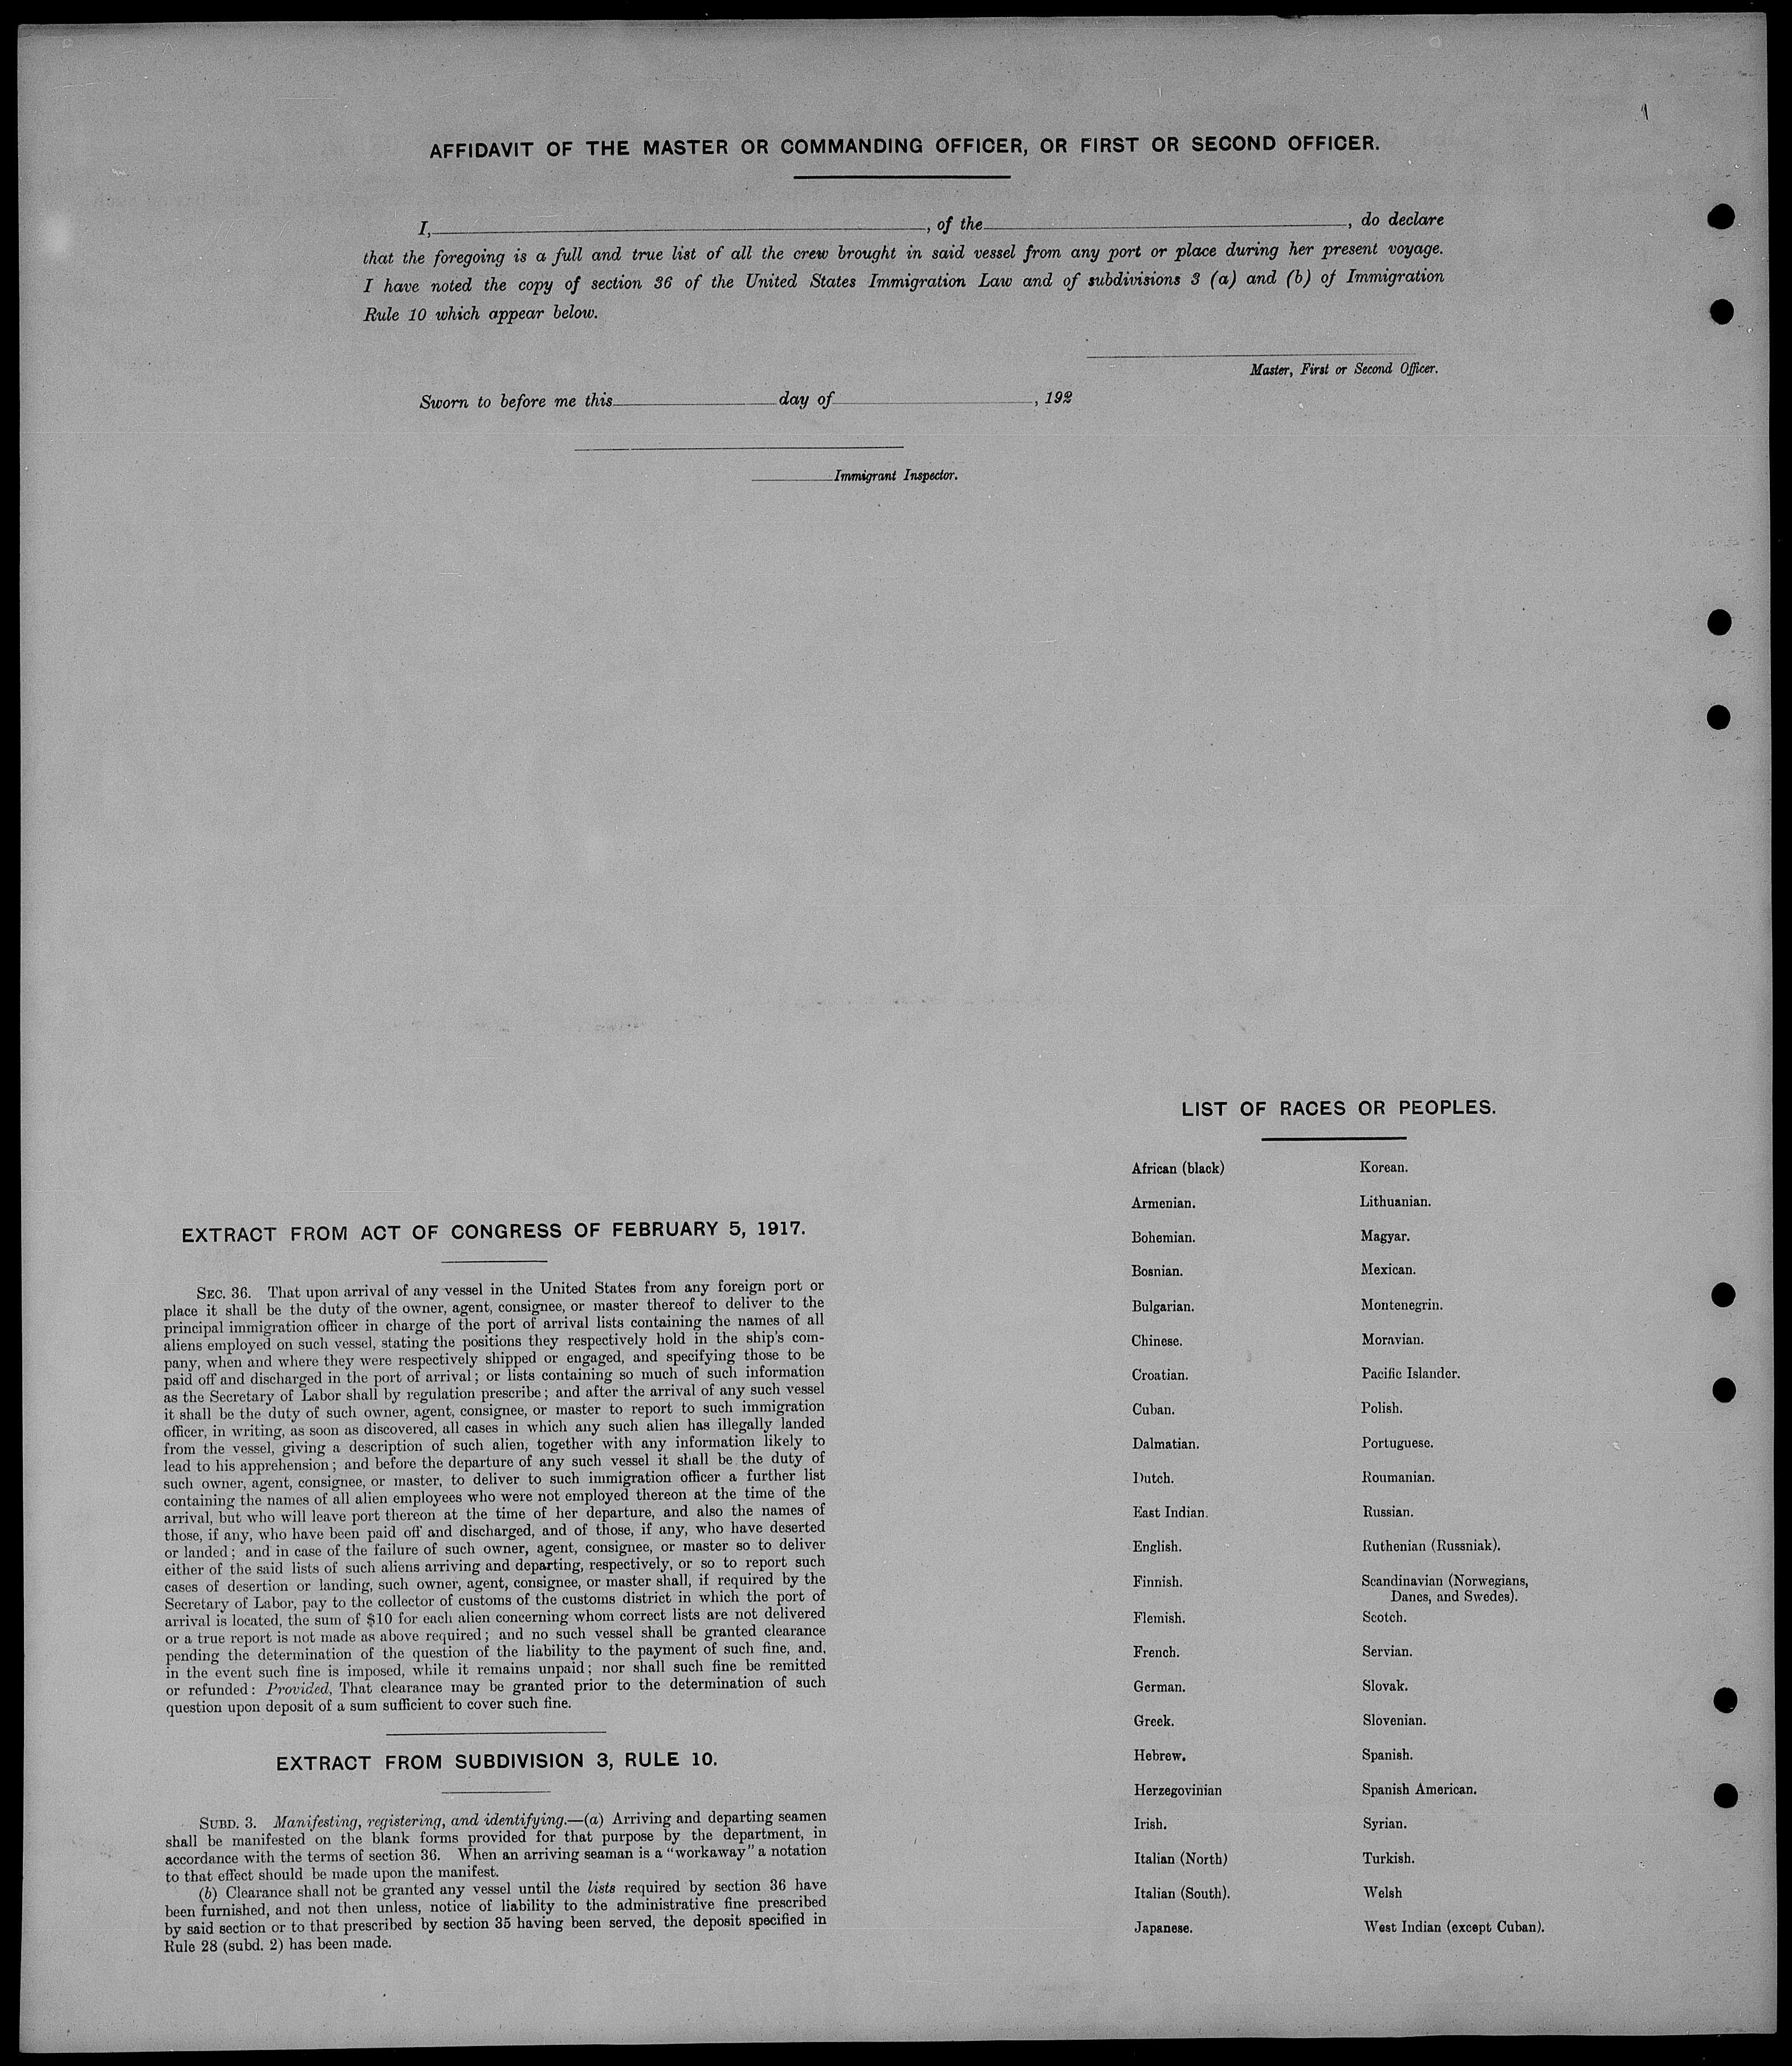 AFFIDAVIT OF THE MASTER OR COMMANDING OFFICER, OR FIRST OR SECOND OFFICER.
I, , of the , do declare
that the foregoing is a full and true list of all the crew brought in said vessel from any port or place during her present voyage.
I have noted the copy of section 36 of the United States Immigration Law and of subdivisions 3 (a) and (b) of Immigration
Rule 10 which appear below.
Master, First or Second Officer.
Sworn to before me this day of , 192
Immigrant Inspector.
EXTRACT FROM ACT OF CONGRESS OF FEBRUARY 5, 1917.
SEC. 36. That upon arrival of any vessel in the United States from any foreign port or
place it shall be the duty of the owner, agent, consignee, or master thereof to deliver to the
principal immigration officer in charge of the port of arrival lists containing the names of all
aliens employed on such vessel, stating the positions they respectively hold in the ship's com-
pany, when and where they were respectively shipped or engaged, and specifying those to be
paid off and discharged in the port of arrival; or lists containing so much of such information
as the Secretary of Labor shall by regulation prescribe; and after the arrival of any such vessel
it shall be the duty of such owner, agent, consignee, or master to report to such immigration
officer, in writing, as soon as discovered, all cases in which any such alien has illegally landed
from the vessel, giving a description of such alien, together with any information likely to
lead to his apprehension; and before the departure of any such vessel it shall be the duty of
such owner, agent, consignee, or master, to deliver to such immigration officer a further list
containing the names of all alien employees who were not employed thereon at the time of the
arrival, but who will leave port thereon at the time of her departure, and also the names of
those, if any, who have been paid off and discharged, and of those, if any, who have deserted
or landed; and in case of the failure of such owner, agent, consignee, or master so to deliver
either of the said lists of such aliens arriving and departing, respectively, or so to report such
cases of desertion or landing, such owner, agent, consignee, or master shall, if required by the
Secretary of Labor, pay to the collector of customs of the customs district in which the port of
arrival is located, the sum of $10 for each alien concerning whom correct lists are not delivered
or a true report is not made as above required; and no such vessel shall be granted clearance
pending the determination of the question of the liability to the payment of such fine, and,
in the event such fine is imposed, while it remains unpaid; nor shall such fine be remitted
or refunded: Provided, That clearance may be granted prior to the determination of such
question upon deposit of a sum sufficient to cover such fine.
EXTRACT FROM SUBDIVISION 3, RULE 10.
SUBD. 3. Manifesting, registering, and identifying.—(a) Arriving and departing seamen
shall be manifested on the blank forms provided for that purpose by the department, in
accordance with the terms of section 36. When an arriving seaman is a "workaway" a notation
to that effect should be made upon the manifest.
(b) Clearance shall not be granted any vessel until the lists required by section 36 have
been furnished, and not then unless, notice of liability to the administrative fine prescribed
by said section or to that prescribed by section 35 having been served, the deposit specified in
Rule 28 (subd. 2) has been made.
LIST OF RACES OR PEOPLES.
African (black)
Armenian.
Bohemian.
Bosnian.
Bulgarian.
Chinese.
Croatian.
Cuban.
Dalmatian.
Dutch.
East Indian.
English.
Finnish.
Flemish.
French.
German.
Greek.
Hebrew.
Herzegovinian
Irish.
Italian (North)
Italian (South).
Japanese.
Korean.
Lithuanian.
Magyar.
Mexican.
Montenegrin.
Moravian.
Pacific Islander.
Polish.
Portuguese.
Roumanian.
Russian.
Ruthenian (Russniak).
Scandinavian (Norwegians,
Danes, and Swedes).
Scotch.
Servian.
Slovak.
Slovenian.
Spanish.
Spanish American.
Syrian.
Turkish.
Welsh
West Indian (except Cuban).